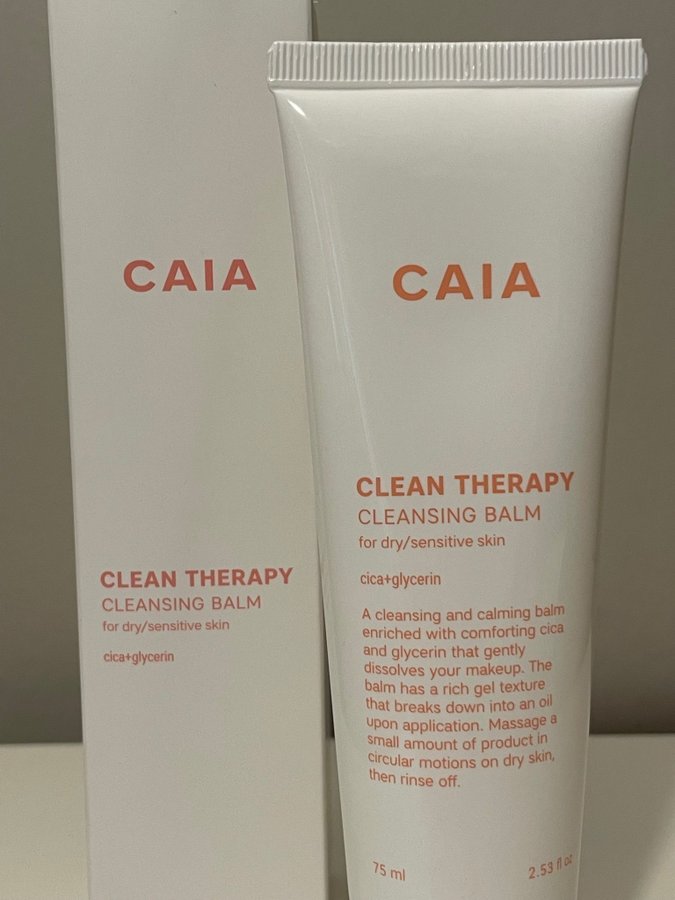 CAIA
CLEAN THERAPY
CLEANSING BALM
for dry/sensitive skin
cica+glycerin
CAIA
CLEAN THERAPY
CLEANSING BALM
for dry/sensitive skin
cica+glycerin
A cleansing and calming balm
enriched with comforting cica
and glycerin that gently
dissolves your makeup. The
balm has a rich gel texture
that breaks down into an oil
upon application. Massage a
small amount of product in
circular motions on dry skin,
then rinse off.
75 ml 2.53 fl oz